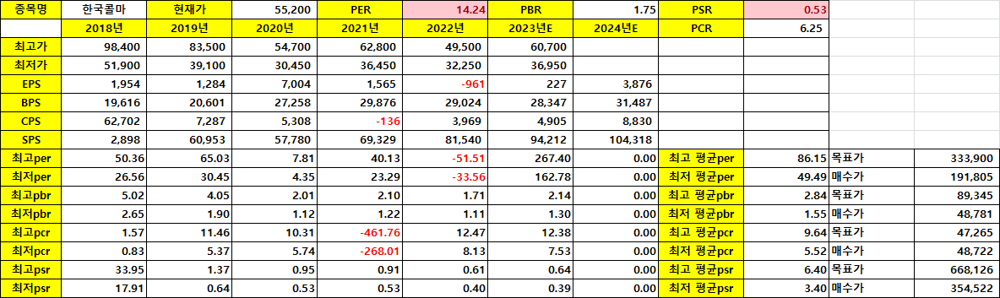 종목명 한국콜마 현재가 55,200 PER 14.24 PBR 1.75 PSR 0.53
2018년 2019년 2020년 2021년 2022년 2023년E 2024년E PCR 6.25
최고가 98,400 83,500 54,700 62,800 49,500 60,700
최저가 51,900 39,100 30,450 36,450 32,250 36,950
EPS 1,954 1,284 7,004 1,565 -961 227 3,876
BPS 19,616 20,601 27,258 29,876 29,024 28,347 31,487
CPS 62,702 7,287 5,308 -136 3,969 4,905 8,830
SPS 2,898 60,953 57,780 69,329 81,540 94,212 104,318
최고per 50.36 65.03 7.81 40.13 -51.51 267.40 0.00 최고 평균per 86.15 목표가 333,900
최저per 26.56 30.45 4.35 23.29 -33.56 162.78 0.00 최저 평균per 49.49 매수가 191,805
최고pbr 5.02 4.05 2.01 2.10 1.71 2.14 0.00 최고 평균pbr 2.84 목표가 89,345
최저pbr 2.65 1.90 1.12 1.22 1.11 1.30 0.00 최저 평균pbr 1.55 매수가 48,781
최고pcr 1.57 11.46 10.31 -461.76 12.47 12.38 0.00 최고 평균pcr 9.64 목표가 47,265
최저pcr 0.83 5.37 5.74 -268.01 8.13 7.53 0.00 최저 평균pcr 5.52 매수가 48,722
최고psr 33.95 1.37 0.95 0.91 0.61 0.64 0.00 최고 평균psr 6.40 목표가 668,126
최저psr 17.91 0.64 0.53 0.53 0.40 0.39 0.00 최저 평균psr 3.40 매수가 354,522